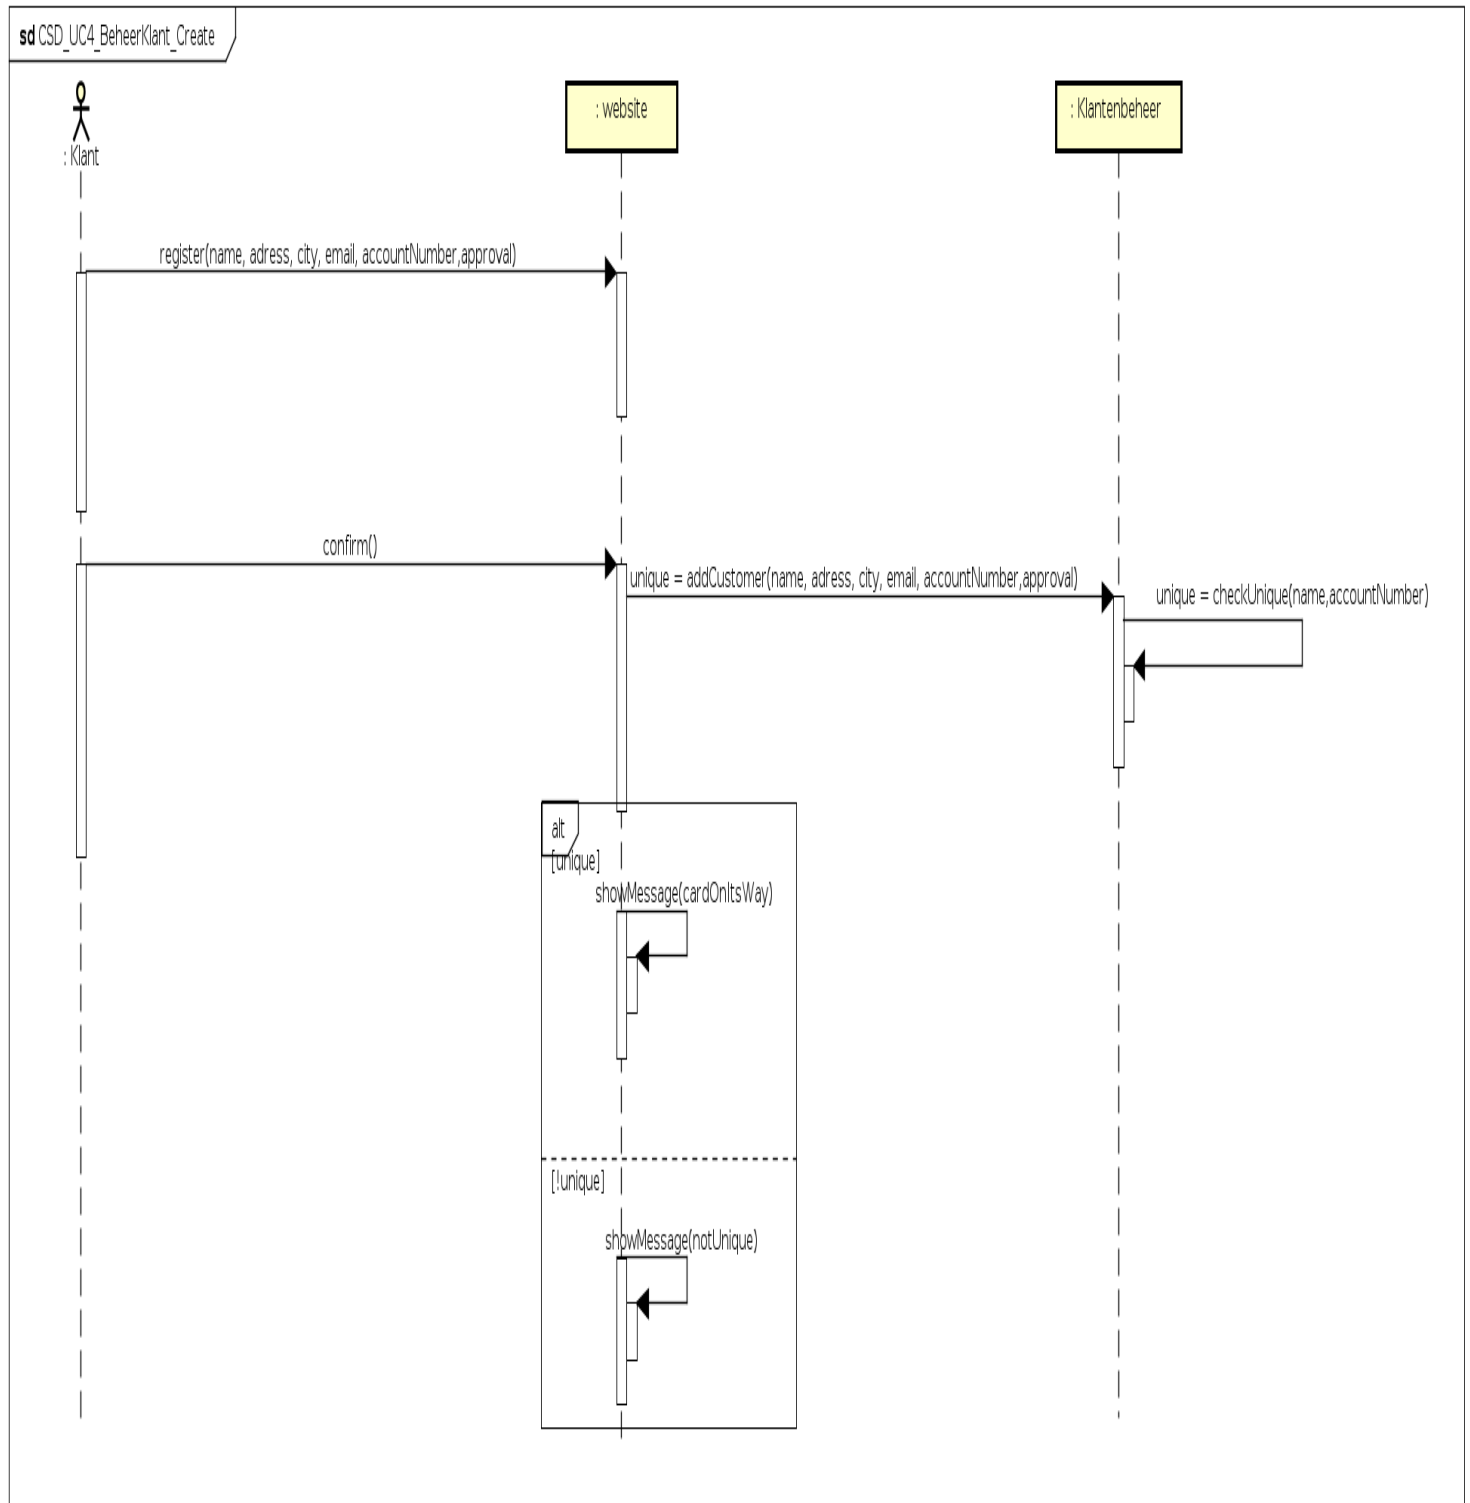 sd CSD_UC4_BeheerKlant_Create
: Klant
: website
: Klantenbeheer
register(name, adress, city, email, accountNumber,approval)
confirm()
unique = addCustomer(name, adress, city, email, accountNumber,approval)
unique = checkUnique(name,accountNumber)
alt
[unique]
showMessage(cardOnItsWay)
[!unique]
showMessage(notUnique)